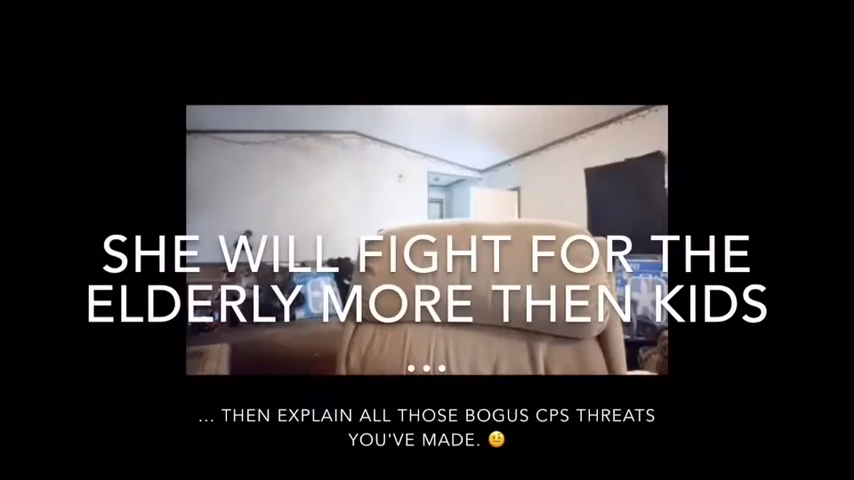 SHE WILL FIGHT FOR THE
ELDERLY MORE THEN KIDS
...
... THEN EXPLAIN ALL THOSE BOGUS CPS THREATS
YOU'VE MADE. 🤨